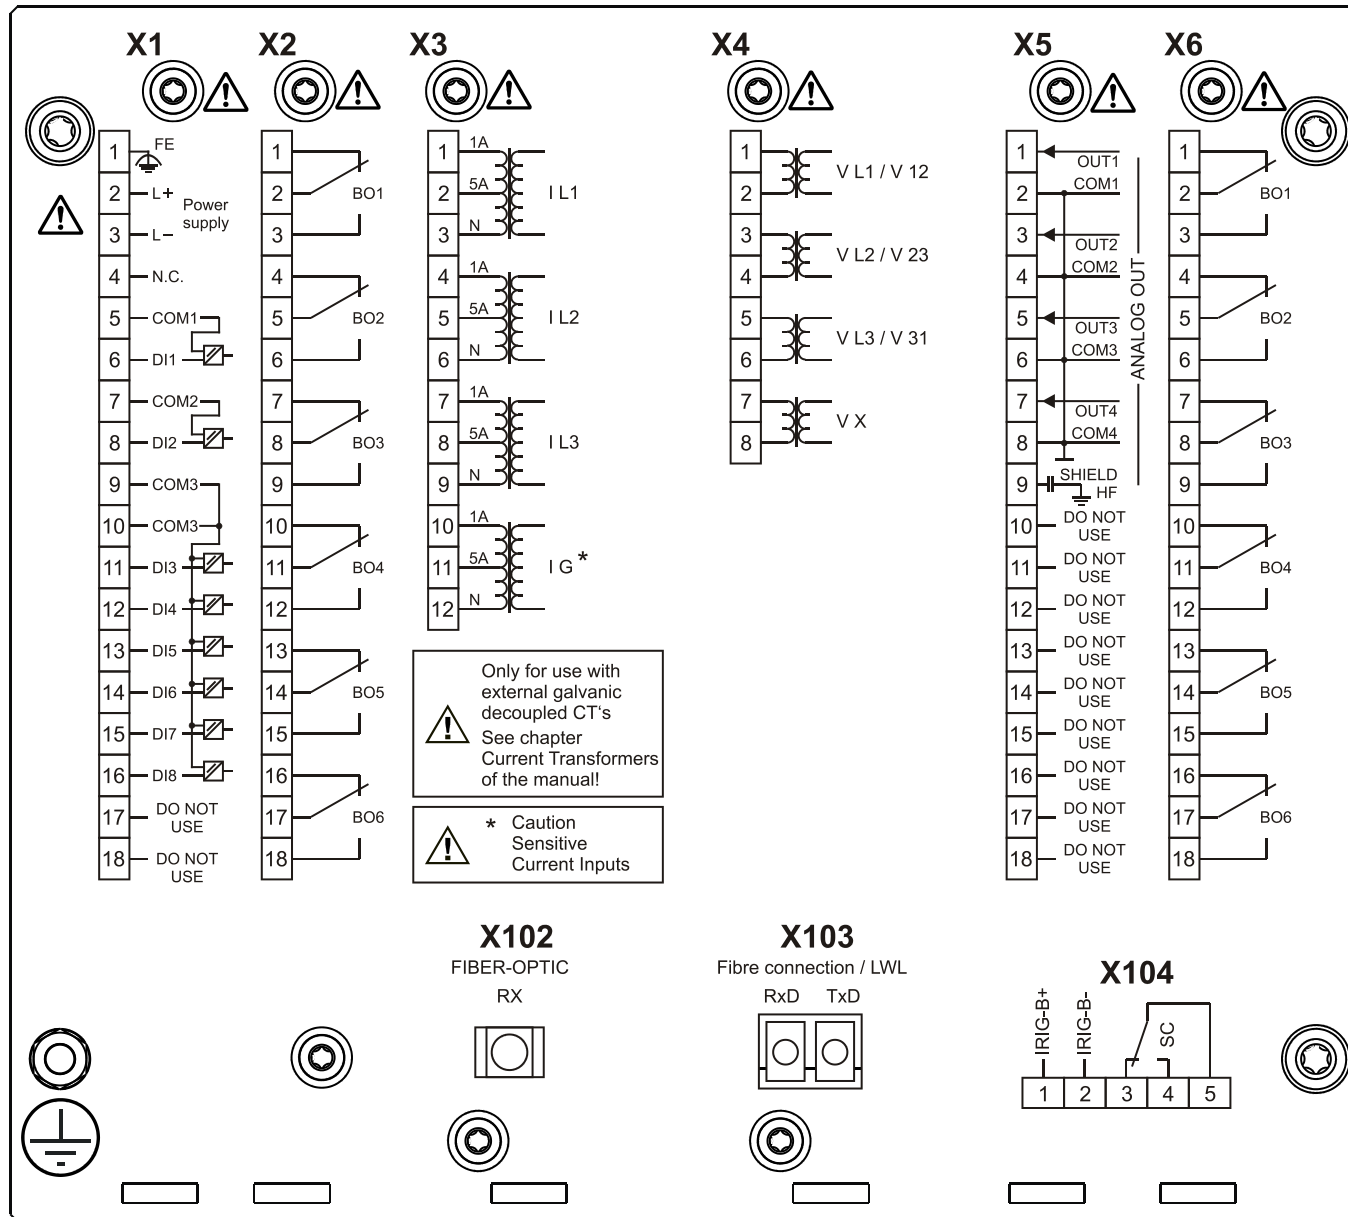 X1 X2 X3 X4 X5 X6
1 FE
2 L+ Power supply
3 L−
4 N.C.
5 COM1
6 DI1
7 COM2
8 DI2
9 COM3
10 COM3
11 DI3
12 DI4
13 DI5
14 DI6
15 DI7
16 DI8
17 DO NOT USE
18 DO NOT USE
1
2 BO1
3
4
5 BO2
6
7
8 BO3
9
10
11 BO4
12
13
14 BO5
15
16
17 BO6
18
1 1A
2 5A I L1
3 N
4 1A
5 5A I L2
6 N
7 1A
8 5A I L3
9 N
10 1A
11 5A I G *
12 N
Only for use with
external galvanic
decoupled CT‘s
See chapter
Current Transformers
of the manual!
* Caution
Sensitive
Current Inputs
1
V L1 / V 12
2
3
V L2 / V 23
4
5
V L3 / V 31
6
7
V X
8
1 OUT1
2 COM1
3 OUT2
4 COM2
5 OUT3
6 COM3
7 OUT4
8 COM4
ANALOG OUT
9 SHIELD
HF
10 DO NOT USE
11 DO NOT USE
12 DO NOT USE
13 DO NOT USE
14 DO NOT USE
15 DO NOT USE
16 DO NOT USE
17 DO NOT USE
18 DO NOT USE
1
2 BO1
3
4
5 BO2
6
7
8 BO3
9
10
11 BO4
12
13
14 BO5
15
16
17 BO6
18
X102
FIBER-OPTIC
RX
X103
Fibre connection / LWL
RxD TxD
X104
IRIG-B+
IRIG-B-
SC
1 2 3 4 5